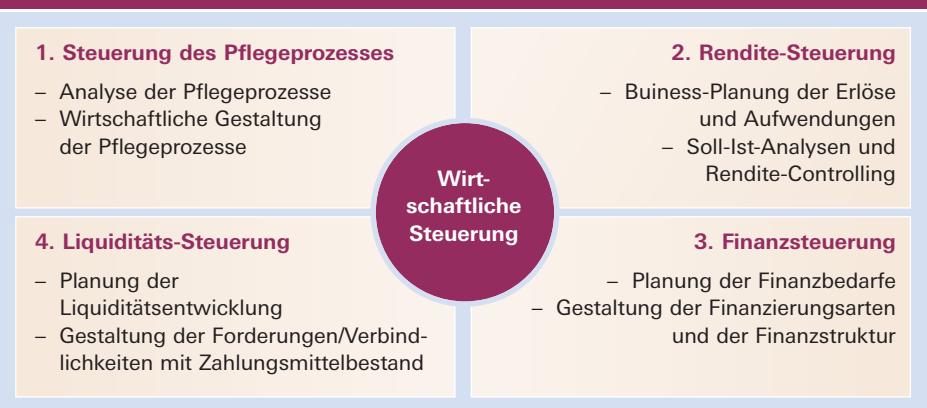 1. Steuerung des Pflegeprozesses
– Analyse der Pflegeprozesse
– Wirtschaftliche Gestaltung
der Pflegeprozesse
2. Rendite-Steuerung
– Buiness-Planung der Erlöse
und Aufwendungen
– Soll-Ist-Analysen und
Rendite-Controlling
Wirt-
schaftliche
Steuerung
4. Liquiditäts-Steuerung
– Planung der
Liquiditätsentwicklung
– Gestaltung der Forderungen/Verbind-
lichkeiten mit Zahlungsmittelbestand
3. Finanzsteuerung
– Planung der Finanzbedarfe
– Gestaltung der Finanzierungsarten
und der Finanzstruktur